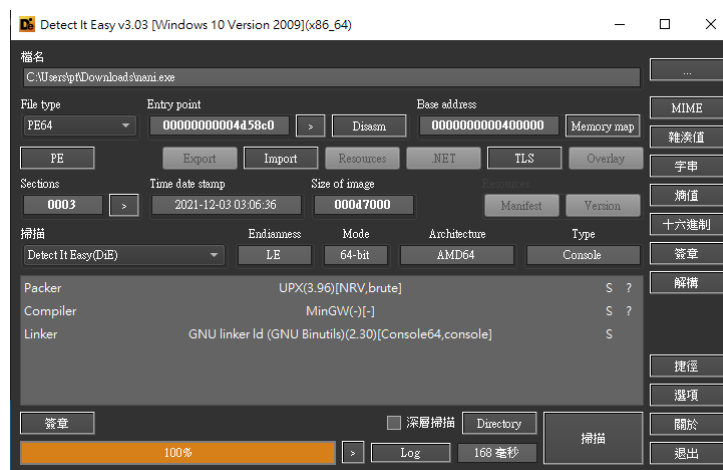 Detect It Easy v3.03 [Windows 10 Version 2009](x86_64)
檔名
C:\Users\pt\Downloads\nani.exe
...
File type Entry point Base address
PE64 00000000004d58c0 > Disasm 0000000000400000 Memory map
MIME
雜湊值
PE Export Import Resources .NET TLS Overlay
字串
Sections Time date stamp Size of image Resources
0003 > 2021-12-03 03:06:36 000d7000 Manifest Version
熵值
十六進制
掃描 Endianness Mode Architecture Type
Detect It Easy(DiE) LE 64-bit AMD64 Console
簽章
解構
Packer UPX(3.96)[NRV,brute] S ?
Compiler MinGW(-)[-] S ?
Linker GNU linker ld (GNU Binutils)(2.30)[Console64,console] S
捷徑
選項
簽章 深層掃描 Directory 掃描
關於
100% > Log 168 毫秒
退出